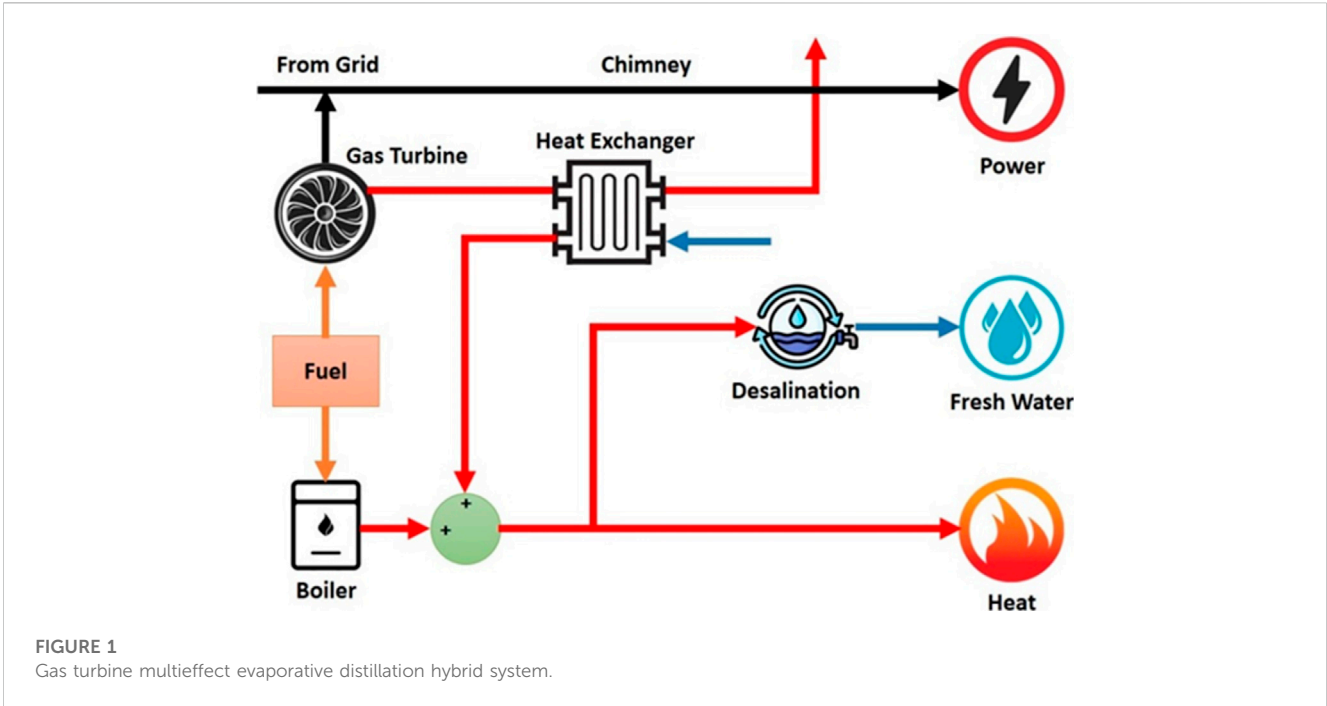 From Grid
Chimney
Power
Gas Turbine
Heat Exchanger
Fuel
Desalination
Fresh Water
+
+
Boiler
Heat
FIGURE 1
Gas turbine multieffect evaporative distillation hybrid system.